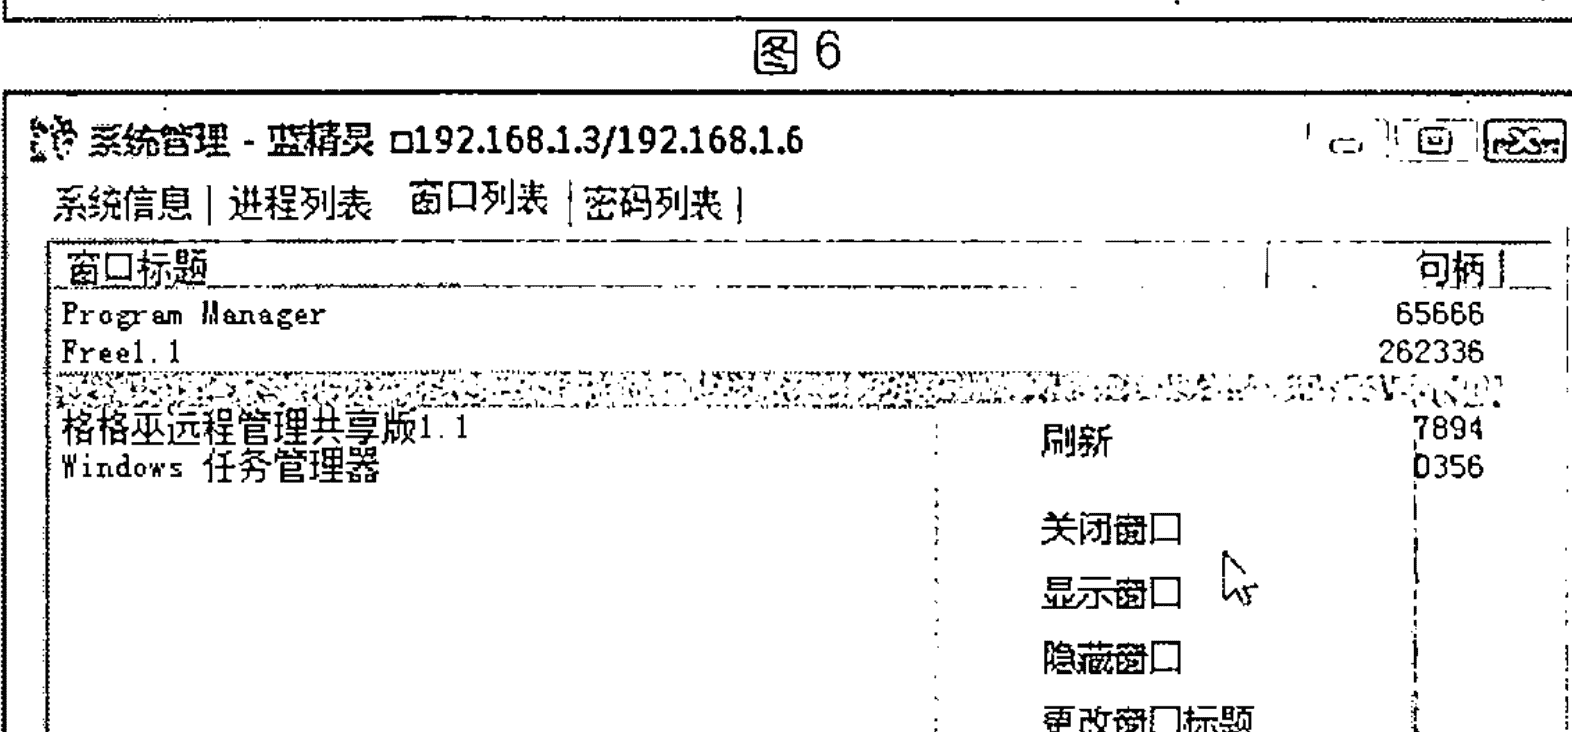 图 6
系统管理 - 蓝精灵 □192.168.1.3/192.168.1.6
系统信息 | 进程列表 窗口列表 | 密码列表 |
窗口标题 句柄
Program Manager 65666
Free1.1 262336
格格巫远程管理共享版1.1 7894
Windows 任务管理器 0356
刷新
关闭窗口
显示窗口
隐藏窗口
更改窗口标题